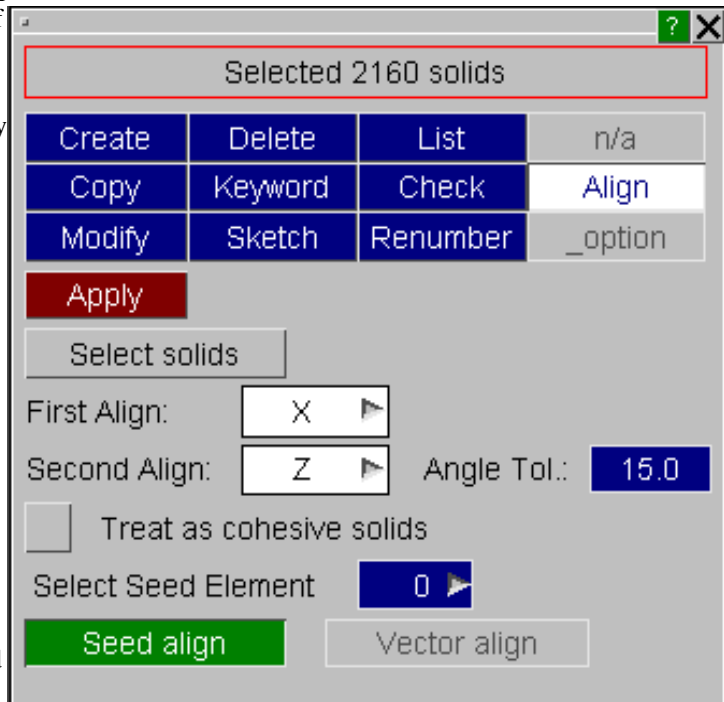 f
?
Selected 2160 solids
y
Create Delete List n/a
Copy Keyword Check Align
Modify Sketch Renumber _option
Apply
Select solids
First Align: X
Second Align: Z Angle Tol.: 15.0
Treat as cohesive solids
Select Seed Element 0
Seed align Vector align